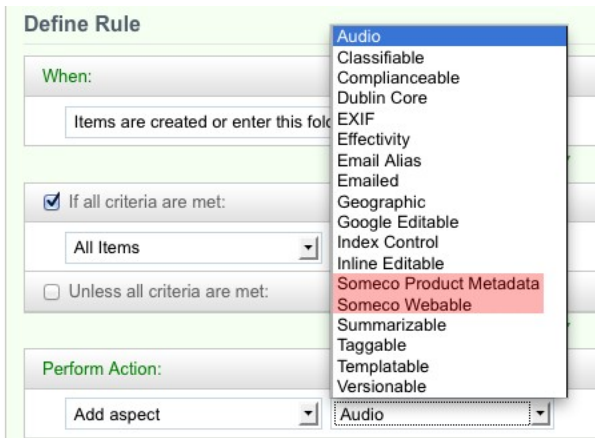 Define Rule
When:
Items are created or enter this fol
If all criteria are met:
All Items
Unless all criteria are met:
Perform Action:
Add aspect
Audio
Classifiable
Complianceable
Dublin Core
EXIF
Effectivity
Email Alias
Emailed
Geographic
Google Editable
Index Control
Inline Editable
Someco Product Metadata
Someco Webable
Summarizable
Taggable
Templatable
Versionable
Audio